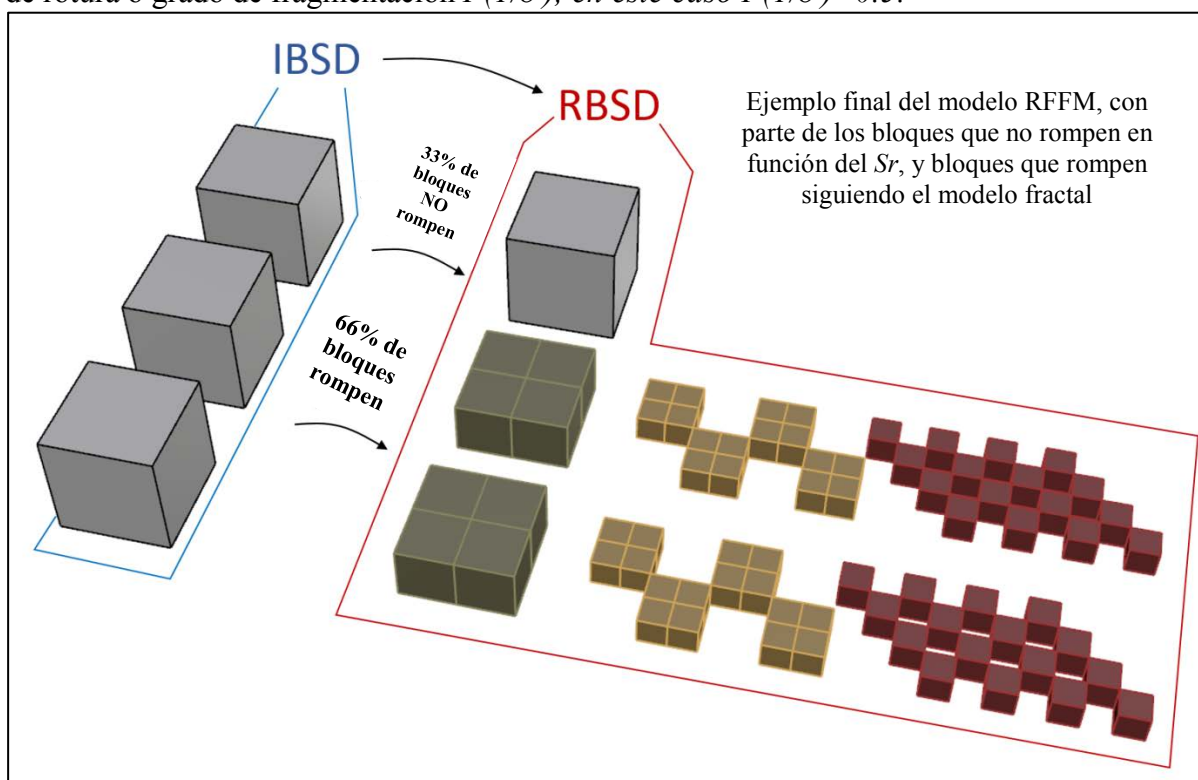 de rotura o grado de fragmentación P(1/b³), en este caso P(1/b³)=0.5.
IBSD
RBSD
Ejemplo final del modelo RFFM, con
parte de los bloques que no rompen en
función del Sr, y bloques que rompen
siguiendo el modelo fractal
33% de
bloques
NO
rompen
66% de
bloques
rompen